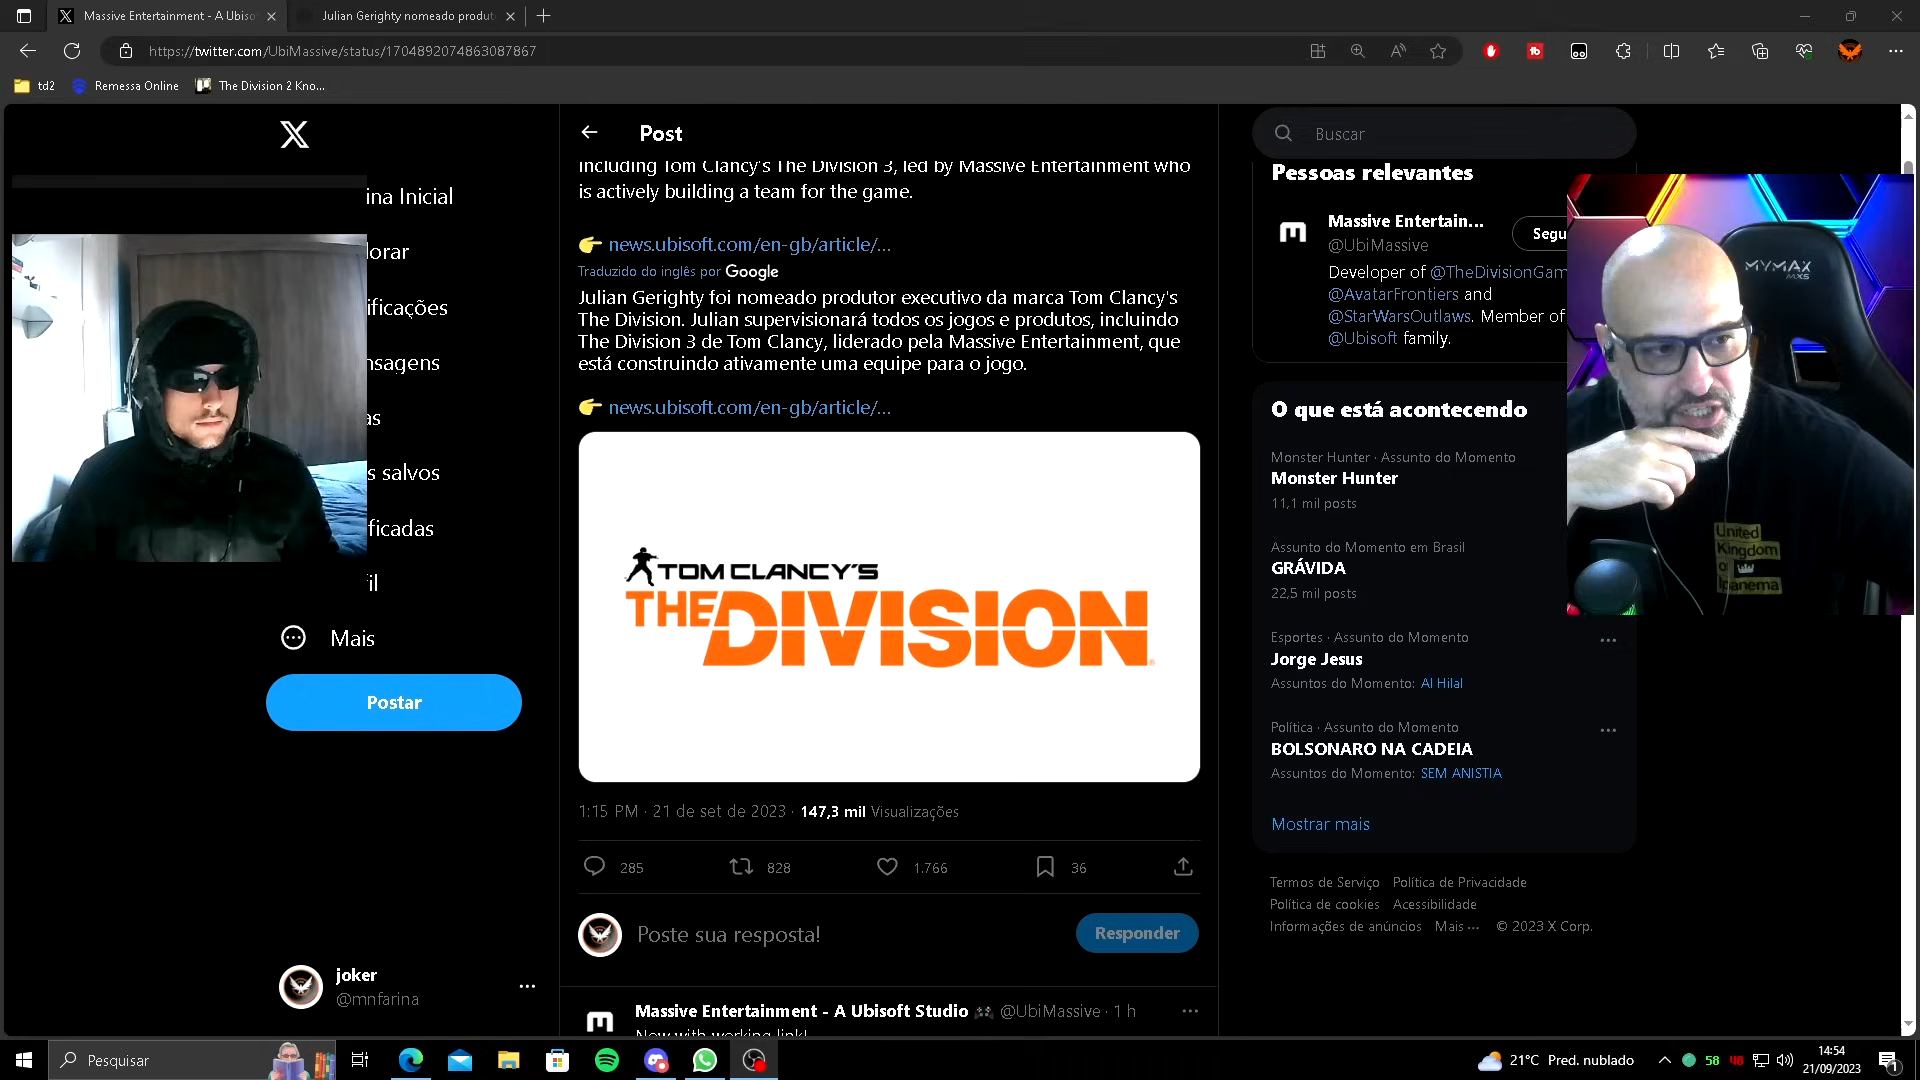 Massive Entertainment - A Ubiso
Julian Gerighty nomeado produt
https://twitter.com/UbiMassive/status/1704892074863087867
td2
Remessa Online
The Division 2 Kno...
Post
Buscar
including Tom Clancy's The Division 3, led by Massive Entertainment who
is actively building a team for the game.
👉 news.ubisoft.com/en-gb/article/...
Traduzido do inglês por Google
Julian Gerighty foi nomeado produtor executivo da marca Tom Clancy's
The Division. Julian supervisionará todos os jogos e produtos, incluindo
The Division 3 de Tom Clancy, liderado pela Massive Entertainment, que
está construindo ativamente uma equipe para o jogo.
👉 news.ubisoft.com/en-gb/article/...
TOM CLANCY'S
THE DIVISION
1:15 PM · 21 de set de 2023 · 147,3 mil Visualizações
285
828
1.766
36
Poste sua resposta!
Responder
Massive Entertainment - A Ubisoft Studio 🎮 @UbiMassive · 1 h
Now with working link!
ina Inicial
lorar
ificações
nsagens
as
s salvos
ficadas
il
Mais
Postar
joker
@mnfarina
Pessoas relevantes
Massive Entertain...
@UbiMassive
Segu
Developer of @TheDivisionGam
@AvatarFrontiers and
@StarWarsOutlaws. Member of
@Ubisoft family.
O que está acontecendo
Monster Hunter · Assunto do Momento
Monster Hunter
11,1 mil posts
Assunto do Momento em Brasil
GRÁVIDA
22,5 mil posts
Esportes · Assunto do Momento
Jorge Jesus
Assuntos do Momento: Al Hilal
Política · Assunto do Momento
BOLSONARO NA CADEIA
Assuntos do Momento: SEM ANISTIA
Mostrar mais
Termos de Serviço Política de Privacidade
Política de cookies Acessibilidade
Informações de anúncios Mais ··· © 2023 X Corp.
MYMAX
MX5
United
Kingdom
of
Ipanema
Pesquisar
21°C Pred. nublado
58
48
14:54
21/09/2023
1